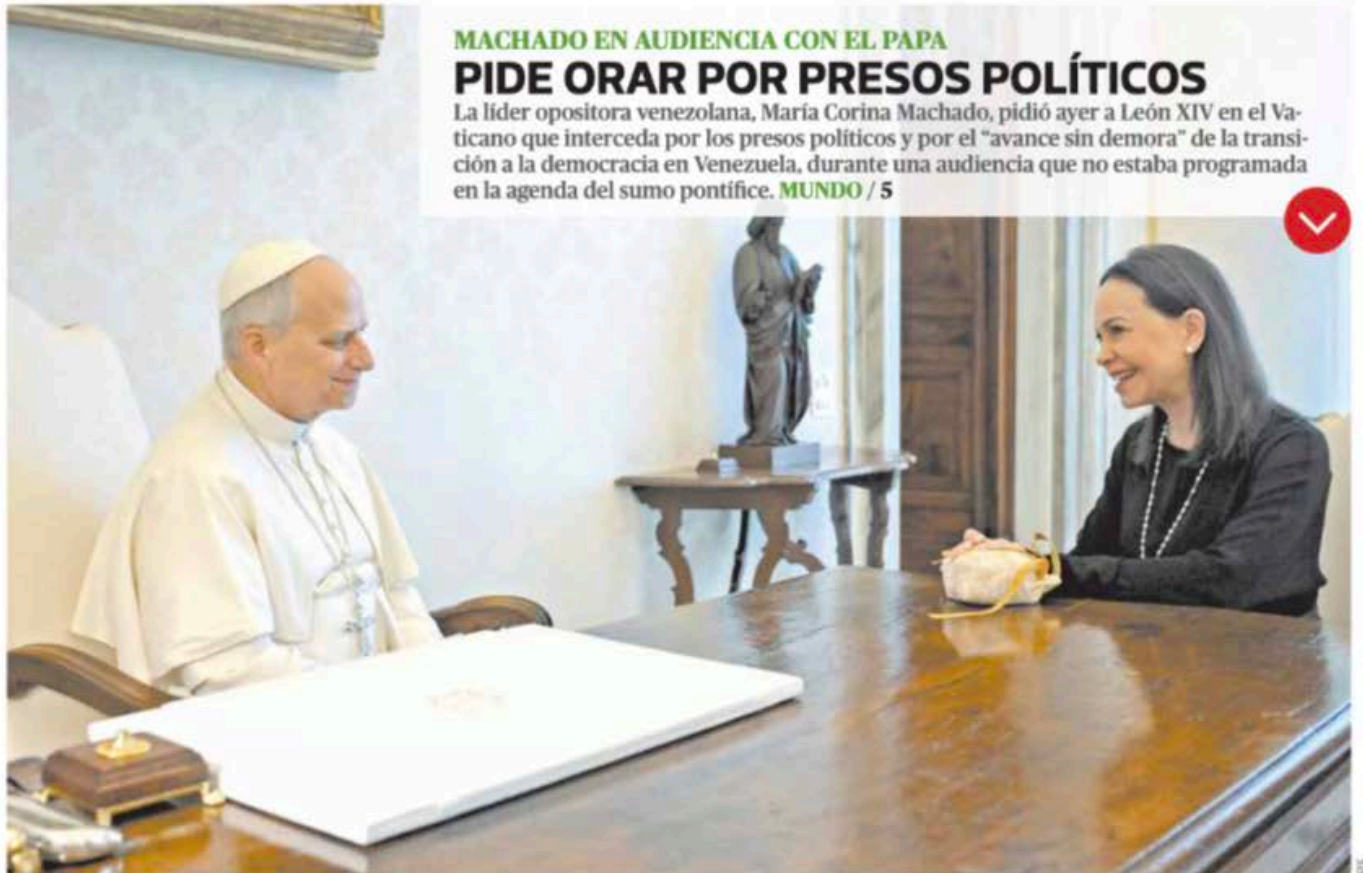 MACHADO EN AUDIENCIA CON EL PAPA
PIDE ORAR POR PRESOS POLÍTICOS
La líder opositora venezolana, María Corina Machado, pidió ayer a León XIV en el Va-
ticano que interceda por los presos políticos y por el “avance sin demora” de la transi-
ción a la democracia en Venezuela, durante una audiencia que no estaba programada
en la agenda del sumo pontífice. MUNDO / 5